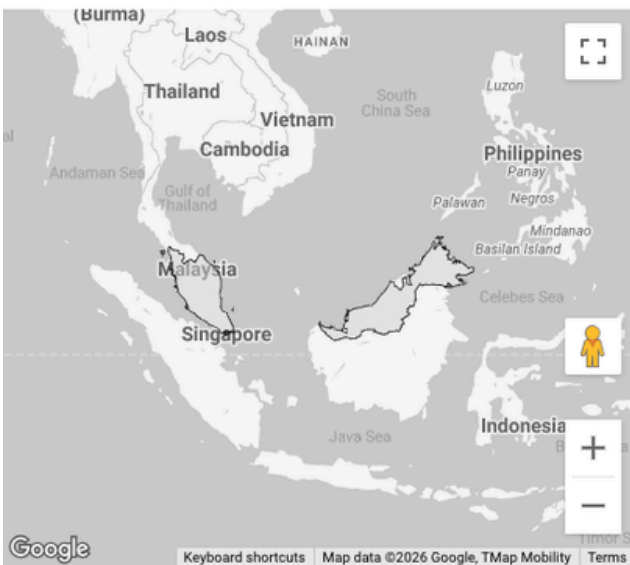 (Burma)
Laos
HAINAN
Thailand
Luzon
South
China Sea
Vietnam
Cambodia
Philippines
Andaman Sea
Panay
Gulf of
Thailand
Negros
Palawan
Mindanao
Basilan Island
Malaysia
Celebes Sea
Singapore
Indonesia
Java Sea
Google
Keyboard shortcuts
Map data ©2026 Google, TMap Mobility
Terms